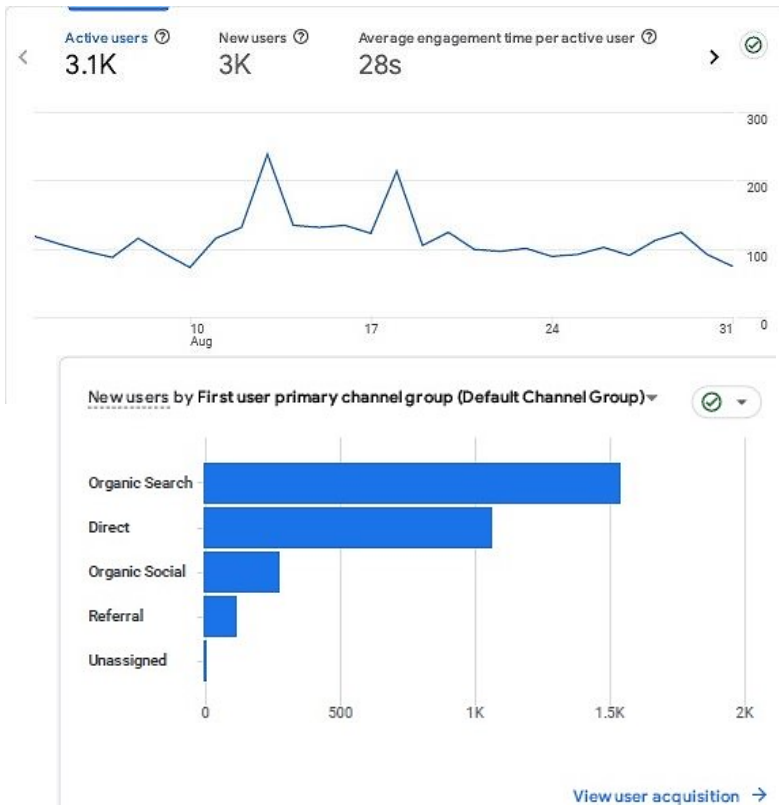 Active users New users Average engagement time per active user
3.1K 3K 28s
300
200
100
0
10 17 24 31
Aug
New users by First user primary channel group (Default Channel Group)
Organic Search
Direct
Organic Social
Referral
Unassigned
0 500 1K 1.5K 2K
View user acquisition